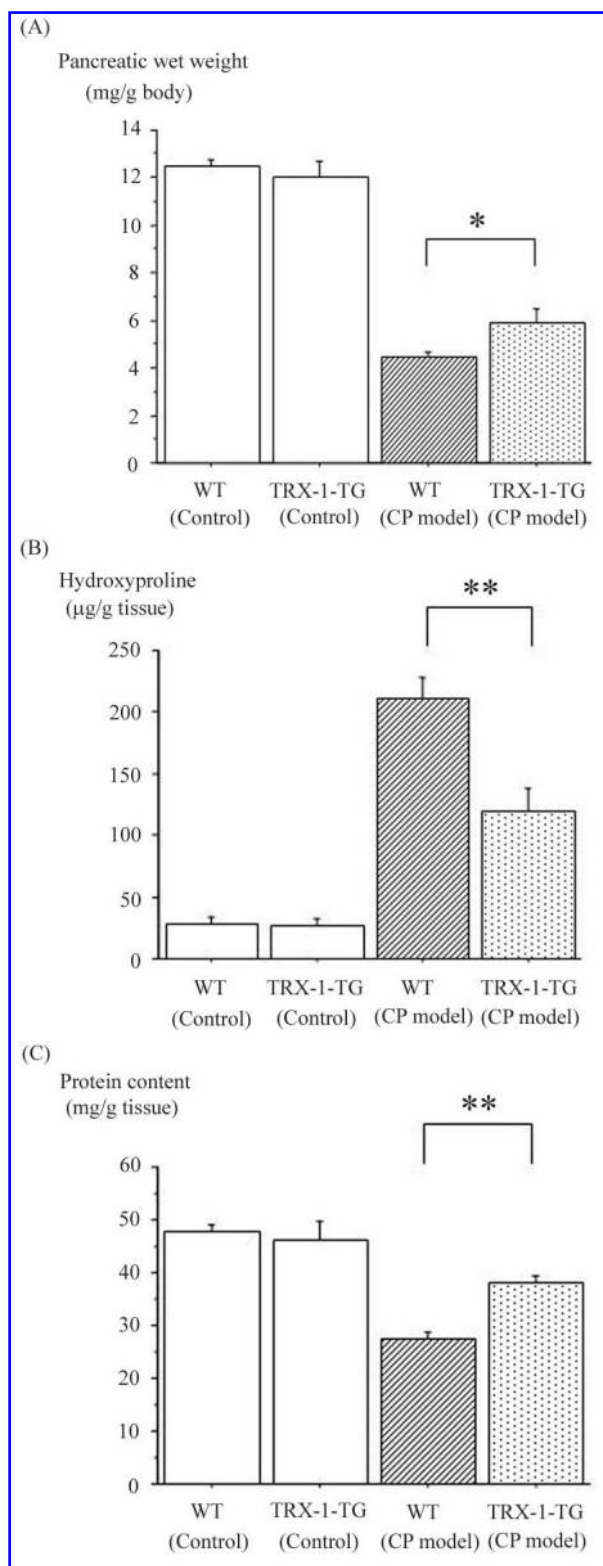 (A)
Pancreatic wet weight
(mg/g body)
14
12
10
8
6
4
2
0
*
WT TRX-1-TG WT TRX-1-TG
(Control) (Control) (CP model) (CP model)
(B)
Hydroxyproline
(μg/g tissue)
250
200
150
100
50
0
**
WT TRX-1-TG WT TRX-1-TG
(Control) (Control) (CP model) (CP model)
(C)
Protein content
(mg/g tissue)
60
50
40
30
20
10
0
**
WT TRX-1-TG WT TRX-1-TG
(Control) (Control) (CP model) (CP model)